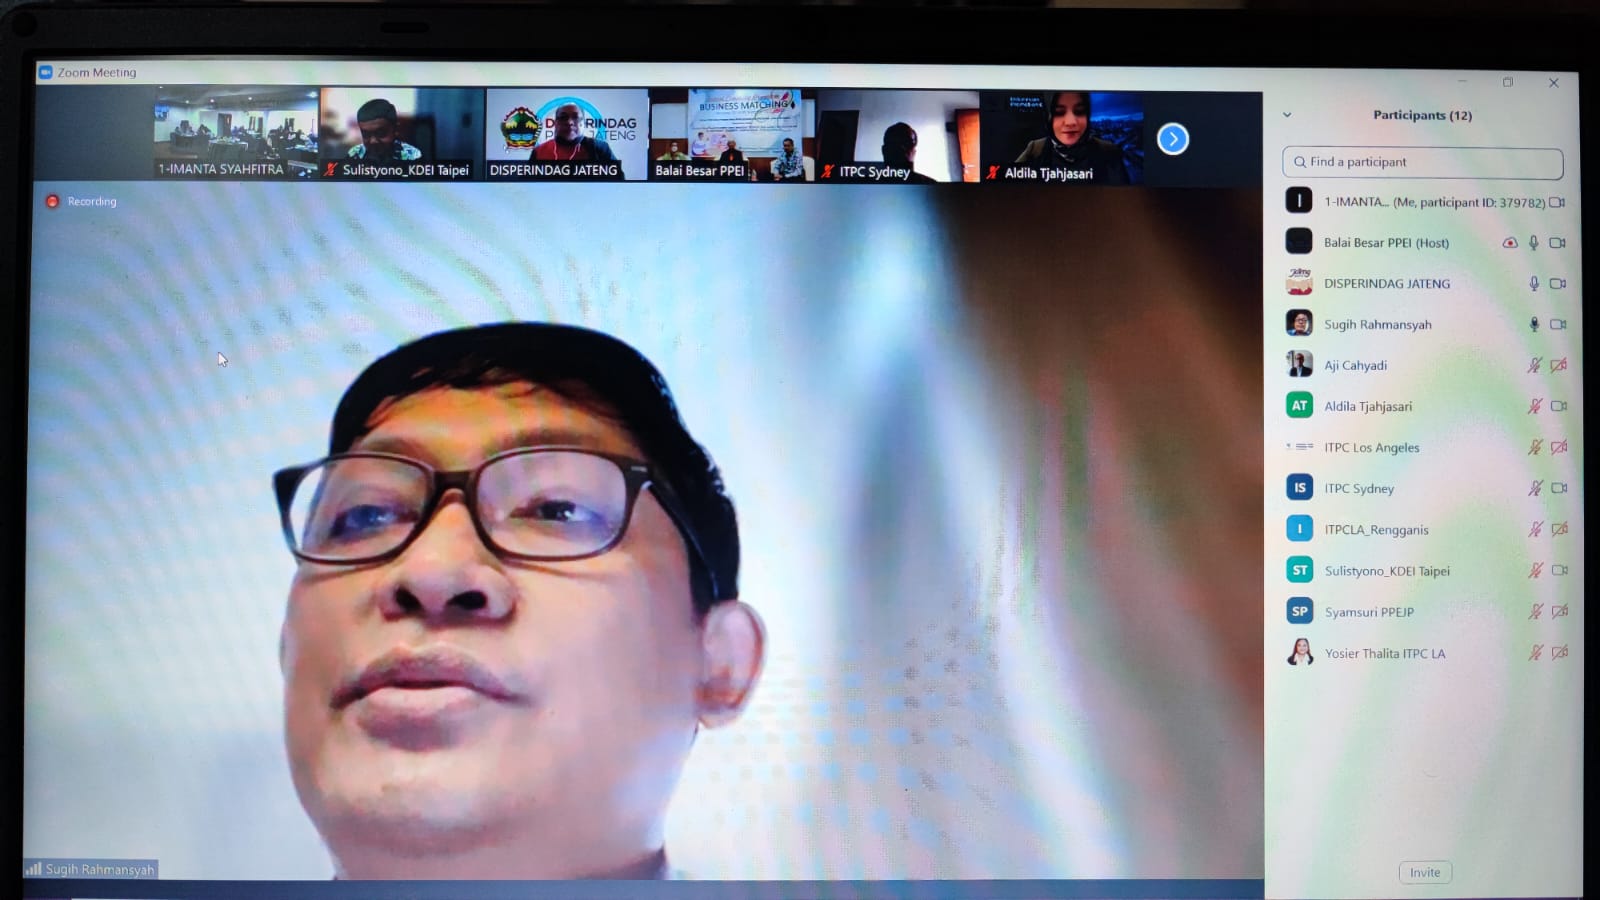 Zoom Meeting
1-IMANTA SYAHFITRA
Sulistyono_KDEI Taipei
DISPERINDAG JATENG
BUSINESS MATCHING
Balai Besar PPEI
ITPC Sydney
Aldila Tjahjasari
Recording
Sugih Rahmansyah
Participants (12)
Find a participant
1-IMANTA... (Me, participant ID: 379782)
Balai Besar PPEI (Host)
DISPERINDAG JATENG
Sugih Rahmansyah
Aji Cahyadi
AT
Aldila Tjahjasari
ITPC Los Angeles
IS
ITPC Sydney
I
ITPCLA_Rengganis
ST
Sulistyono_KDEI Taipei
SP
Syamsuri PPEJP
Yosier Thalita ITPC LA
Invite